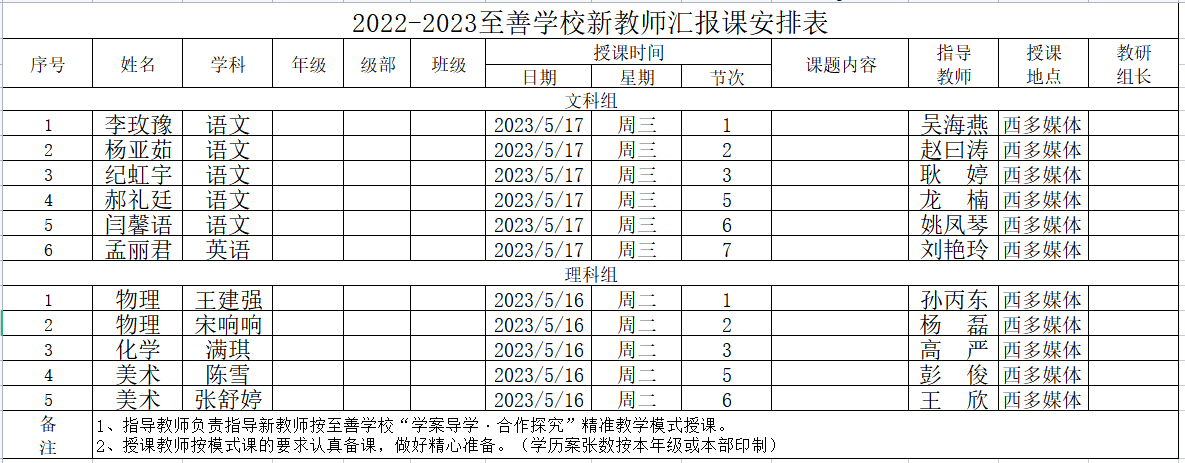 2022-2023至善学校新教师汇报课安排表
序号 姓名 学科 年级 级部 班级 授课时间 课题内容 指导教师 授课地点 教研组长
日期 星期 节次
文科组
1 李玫豫 语文 2023/5/17 周三 1 吴海燕 西多媒体
2 杨亚茹 语文 2023/5/17 周三 2 赵曰涛 西多媒体
3 纪虹宇 语文 2023/5/17 周三 3 耿 婷 西多媒体
4 郝礼廷 语文 2023/5/17 周三 5 龙 楠 西多媒体
5 闫馨语 语文 2023/5/17 周三 6 姚凤琴 西多媒体
6 孟丽君 英语 2023/5/17 周三 7 刘艳玲 西多媒体
理科组
1 物理 王建强 2023/5/16 周二 1 孙丙东 西多媒体
2 物理 宋响响 2023/5/16 周二 2 杨 磊 西多媒体
3 化学 满琪 2023/5/16 周二 3 高 严 西多媒体
4 美术 陈雪 2023/5/16 周二 5 彭 俊 西多媒体
5 美术 张舒婷 2023/5/16 周二 6 王 欣 西多媒体
备注
1、指导教师负责指导新教师按至善学校“学案导学·合作探究”精准教学模式授课。
2、授课教师按模式课的要求认真备课，做好精心准备。（学历案张数按本年级或本部印制）